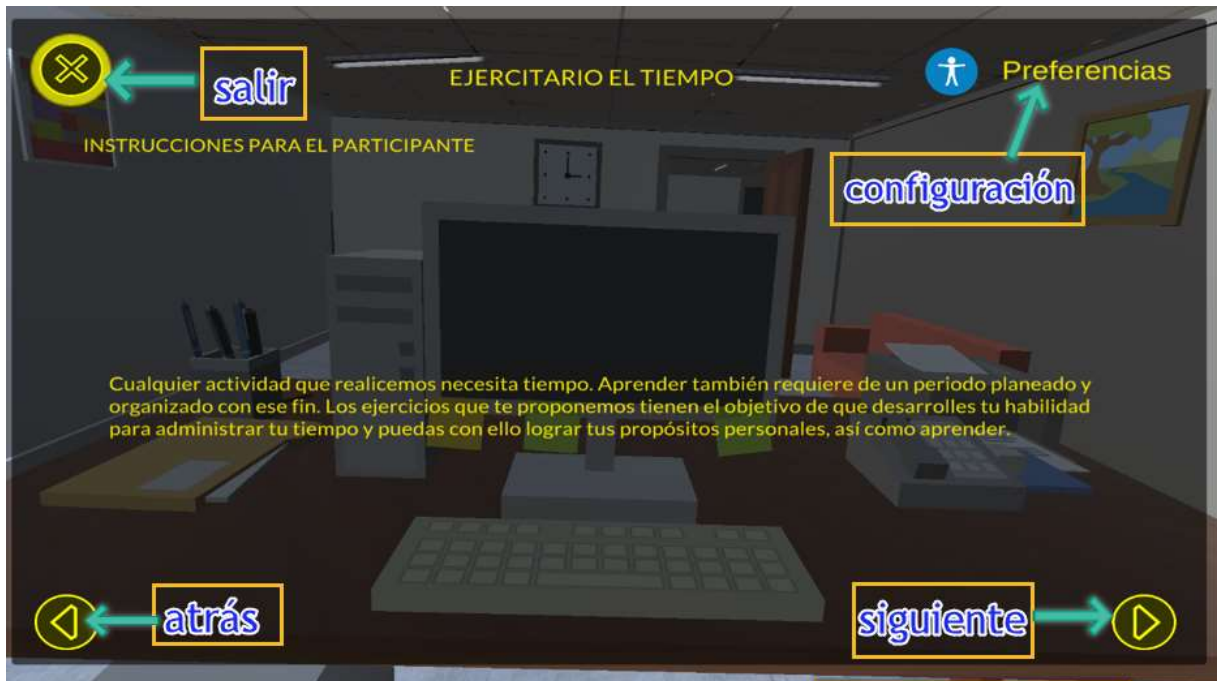 salir
EJERCITARIO EL TIEMPO
Preferencias
INSTRUCCIONES PARA EL PARTICIPANTE
configuración
Cualquier actividad que realicemos necesita tiempo. Aprender también requiere de un periodo planeado y
organizado con ese fin. Los ejercicios que te proponemos tienen el objetivo de que desarrolles tu habilidad
para administrar tu tiempo y puedas con ello lograr tus propósitos personales, así como aprender.
atrás
siguiente